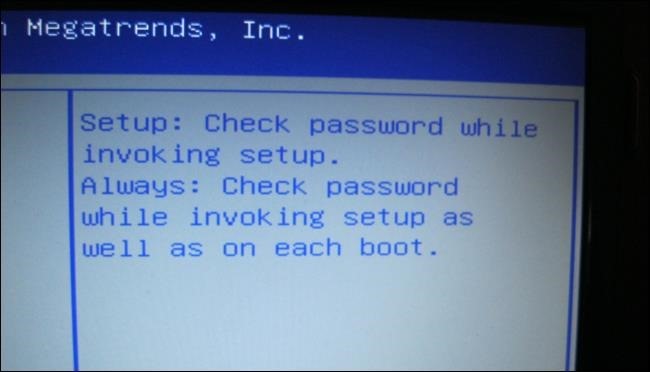 Megatrends, Inc.
Setup: Check password while
invoking setup.
Always: Check password
while invoking setup as
well as on each boot.